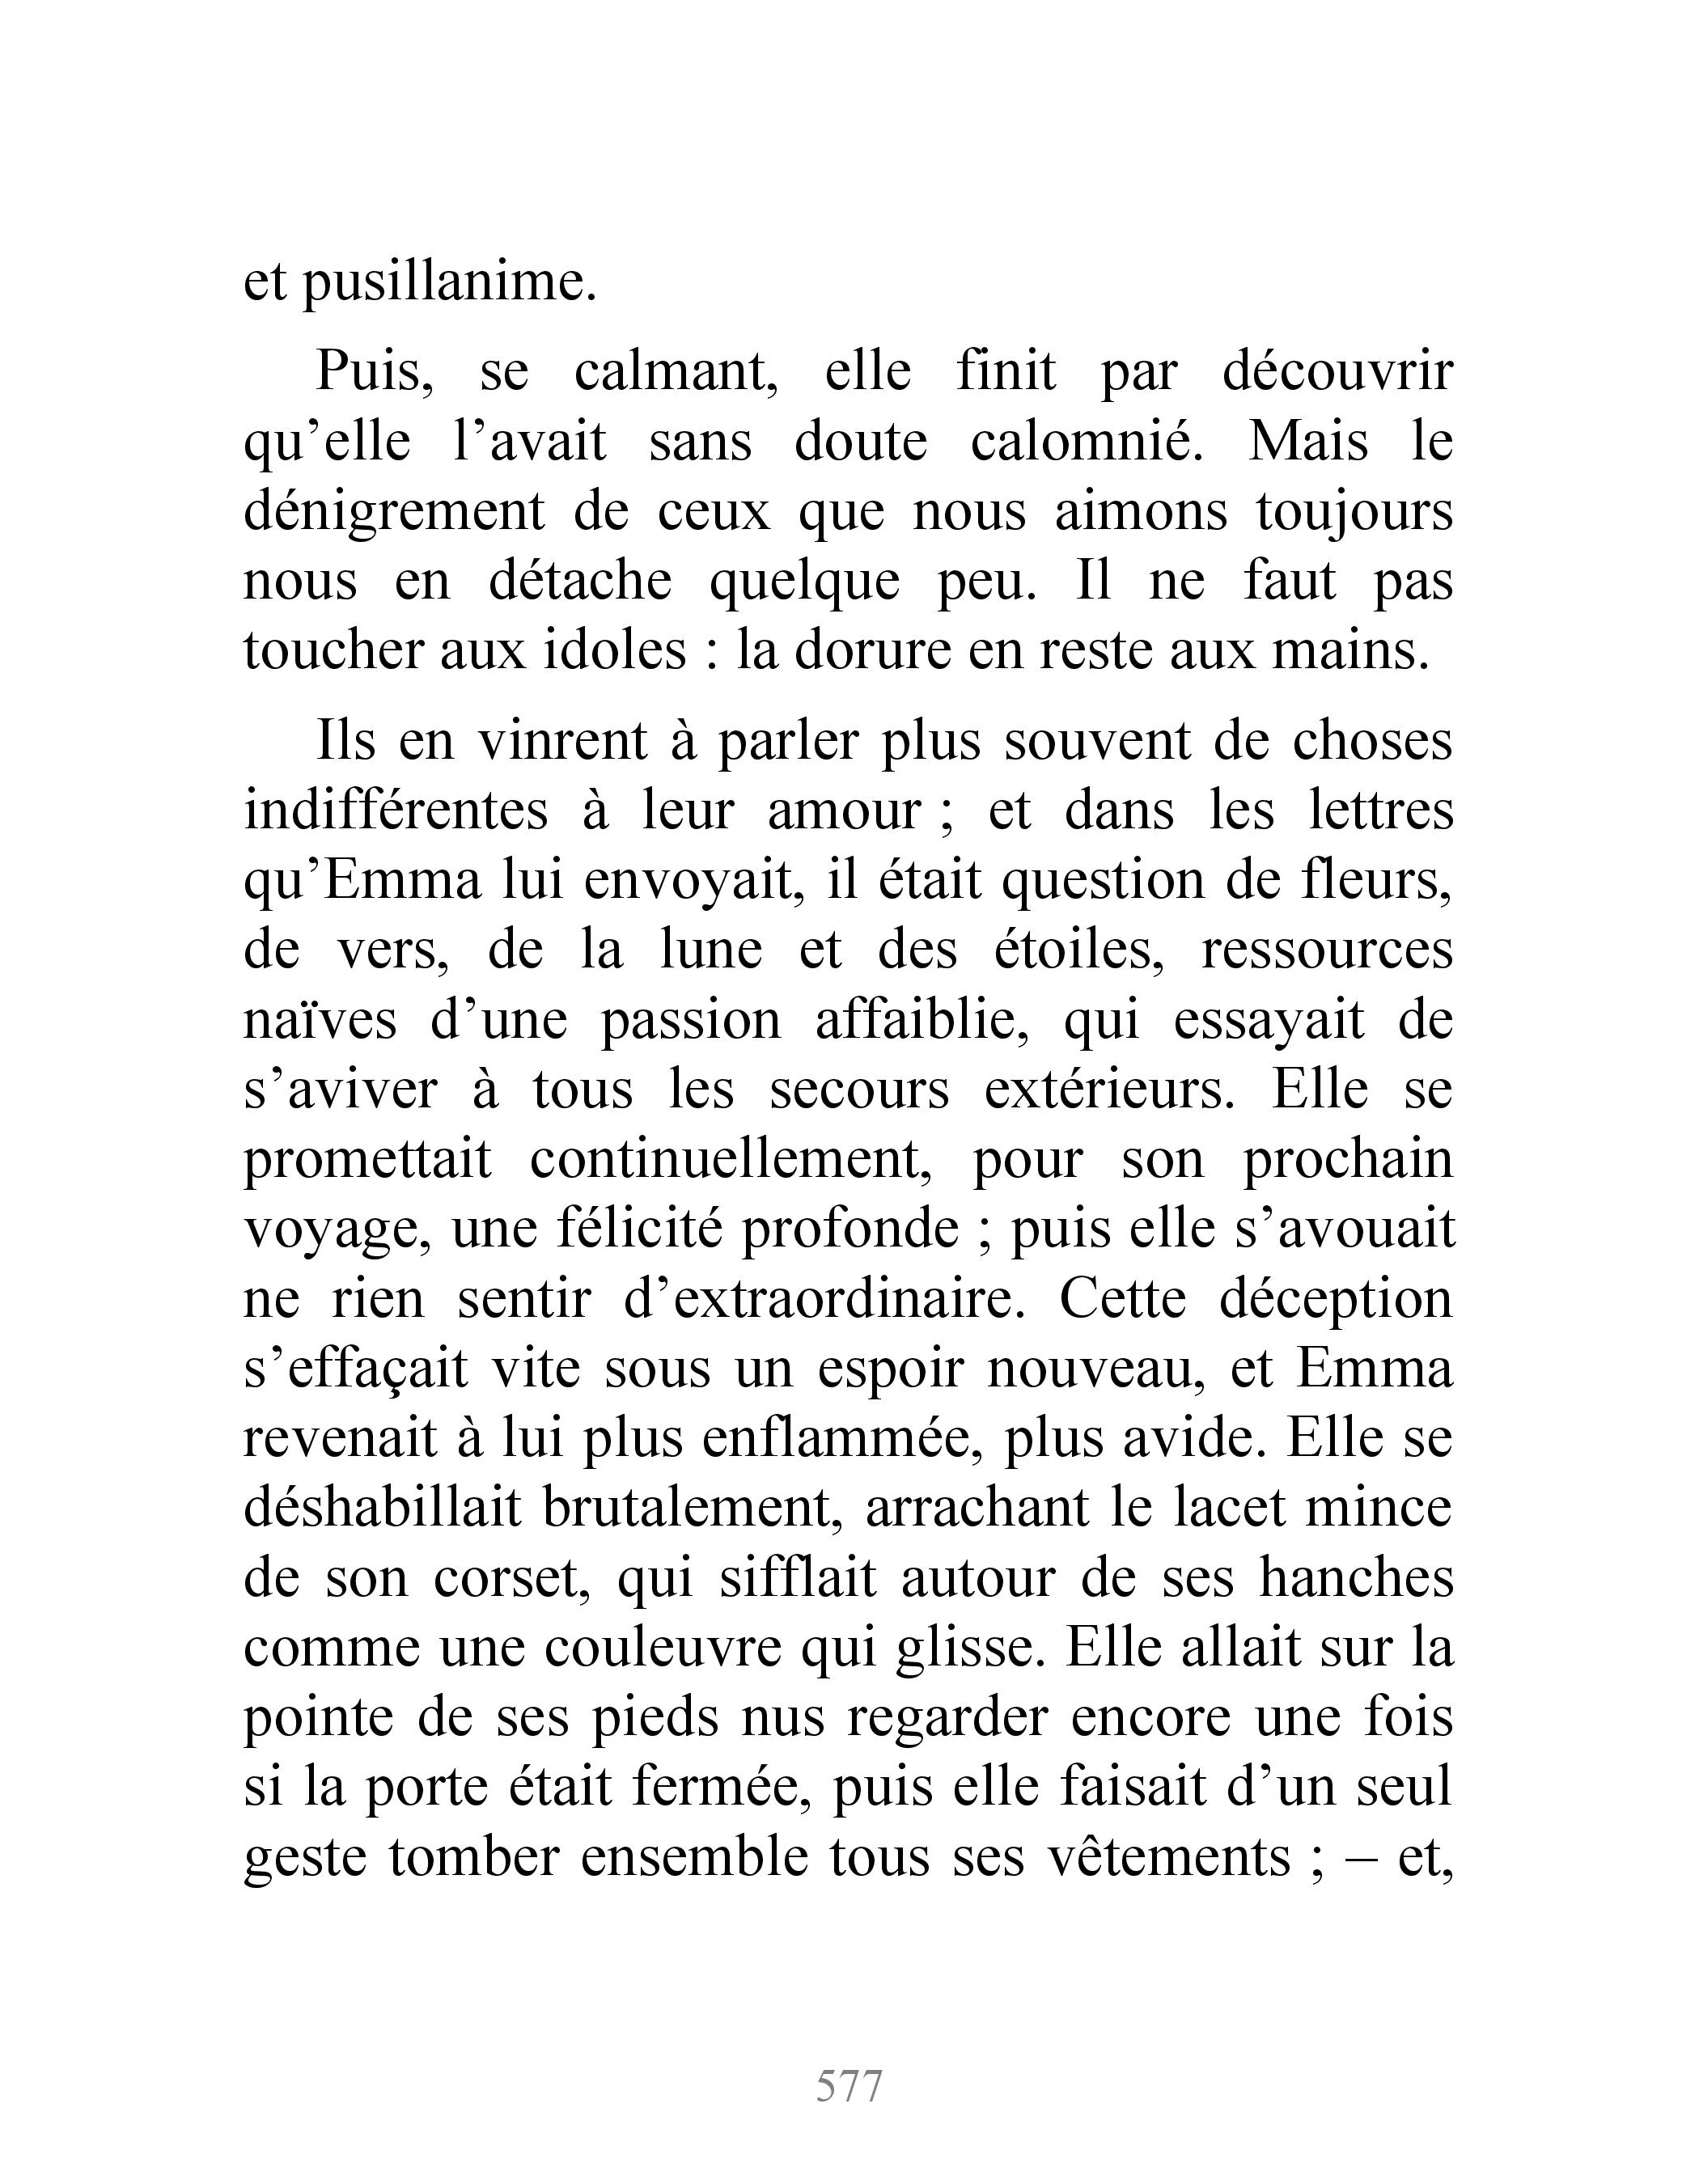 et pusillanime.
Puis, se calmant, elle finit par découvrir
qu’elle l’avait sans doute calomnié. Mais le
dénigrement de ceux que nous aimons toujours
nous en détache quelque peu. Il ne faut pas
toucher aux idoles : la dorure en reste aux mains.
Ils en vinrent à parler plus souvent de choses
indifférentes à leur amour ; et dans les lettres
qu’Emma lui envoyait, il était question de fleurs,
de vers, de la lune et des étoiles, ressources
naïves d’une passion affaiblie, qui essayait de
s’aviver à tous les secours extérieurs. Elle se
promettait continuellement, pour son prochain
voyage, une félicité profonde ; puis elle s’avouait
ne rien sentir d’extraordinaire. Cette déception
s’effaçait vite sous un espoir nouveau, et Emma
revenait à lui plus enflammée, plus avide. Elle se
déshabillait brutalement, arrachant le lacet mince
de son corset, qui sifflait autour de ses hanches
comme une couleuvre qui glisse. Elle allait sur la
pointe de ses pieds nus regarder encore une fois
si la porte était fermée, puis elle faisait d’un seul
geste tomber ensemble tous ses vêtements ; – et,
577